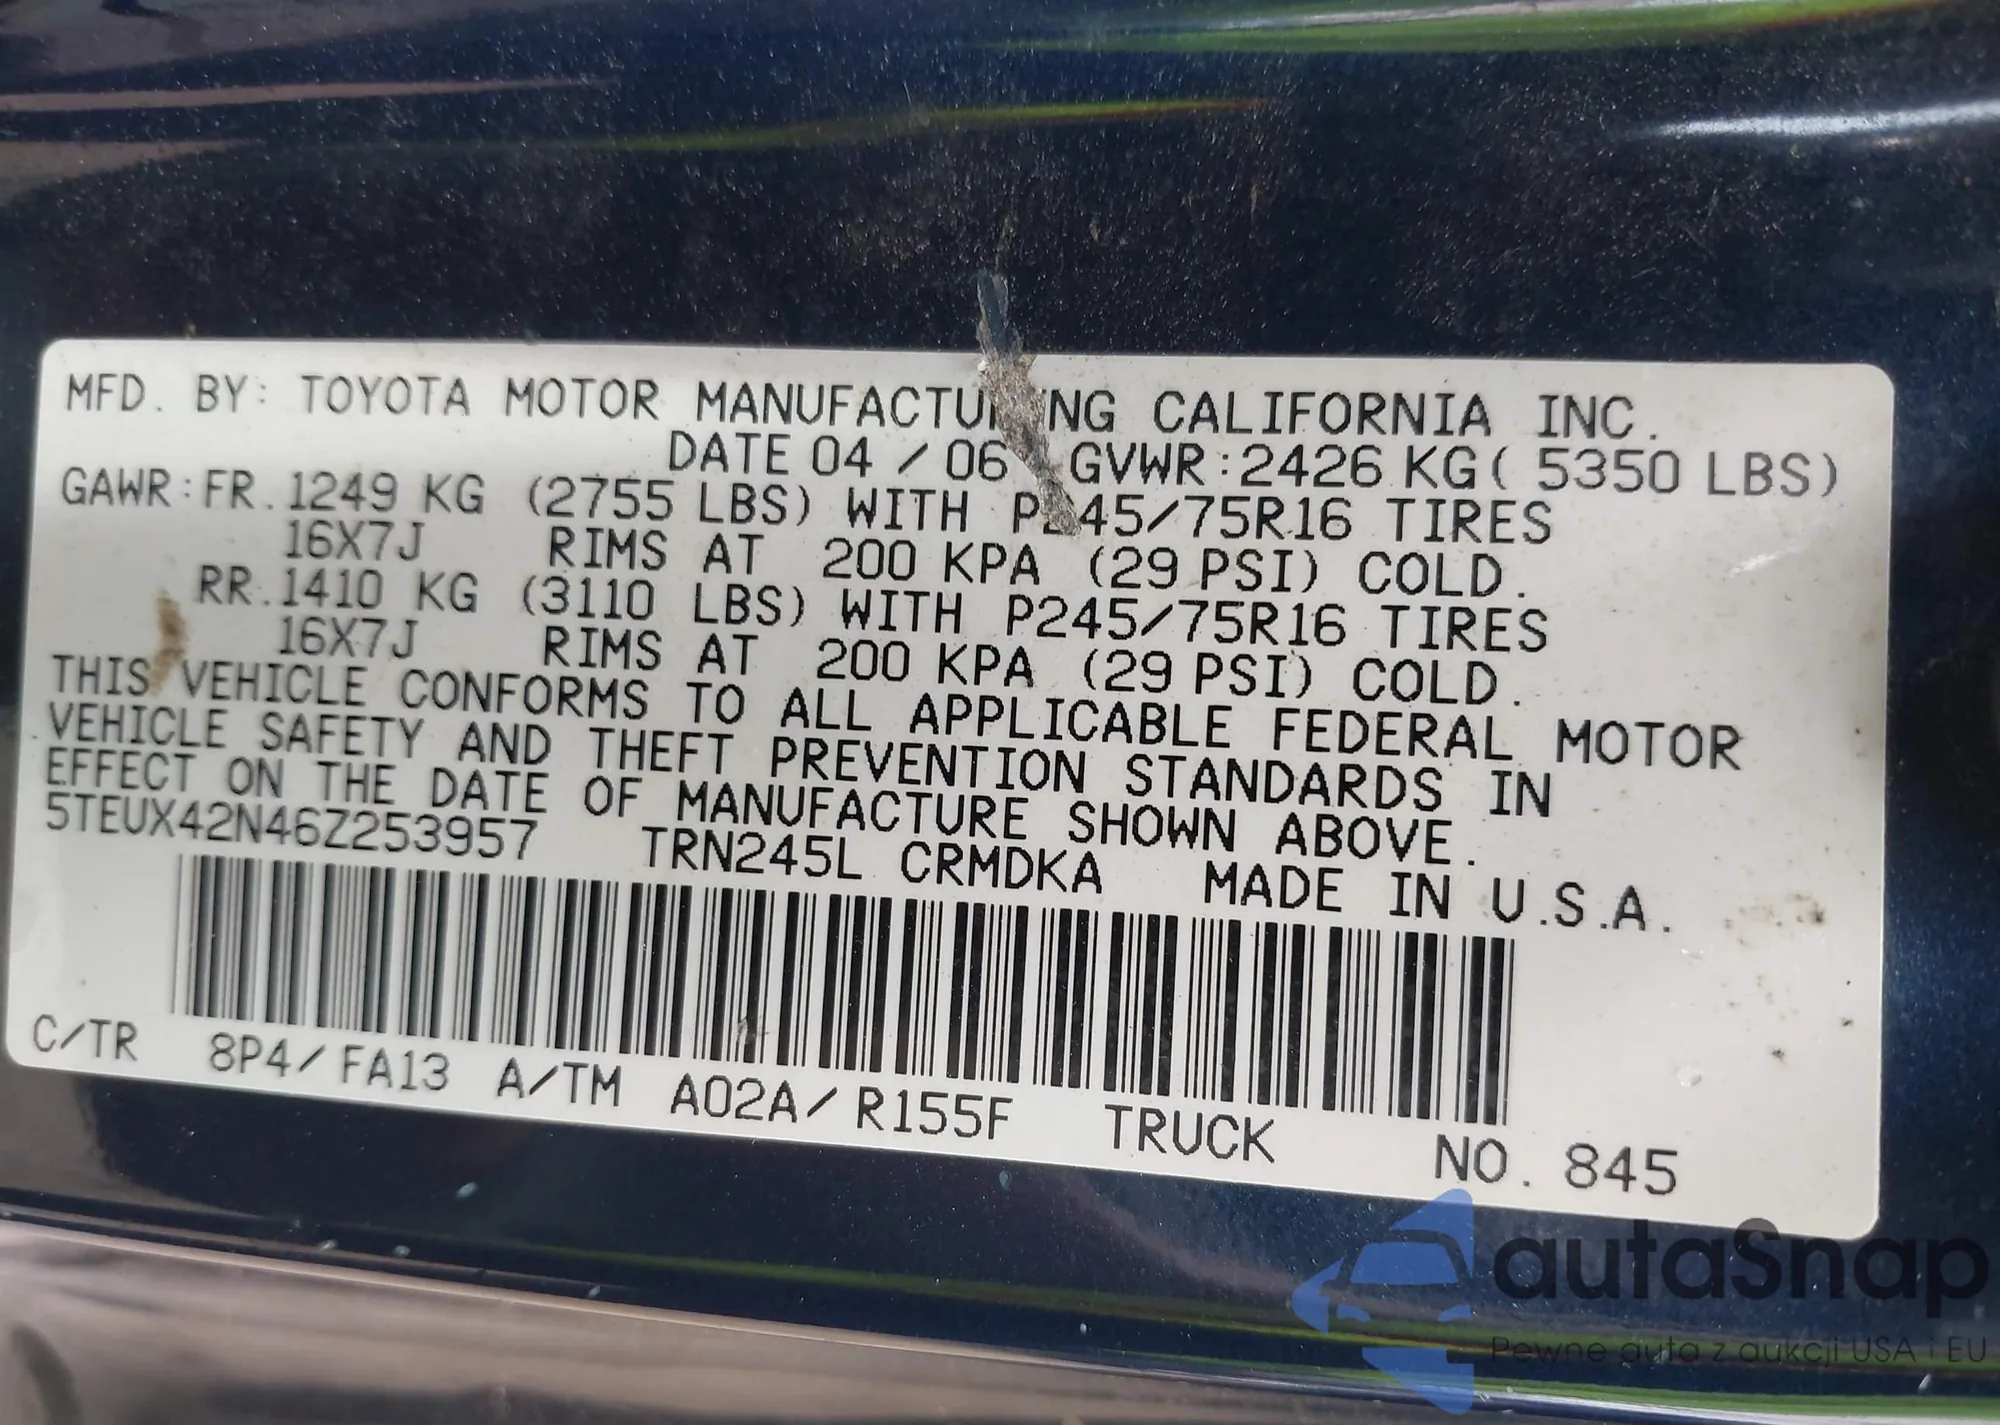 MFD. BY: TOYOTA MOTOR MANUFACTURING CALIFORNIA INC.
DATE 04 / 06 GVWR:2426 KG( 5350 LBS)
GAWR:FR.1249 KG (2755 LBS) WITH P245/75R16 TIRES
16X7J RIMS AT 200 KPA (29 PSI) COLD.
RR.1410 KG (3110 LBS) WITH P245/75R16 TIRES
16X7J RIMS AT 200 KPA (29 PSI) COLD.
THIS VEHICLE CONFORMS TO ALL APPLICABLE FEDERAL MOTOR
VEHICLE SAFETY AND THEFT PREVENTION STANDARDS IN
EFFECT ON THE DATE OF MANUFACTURE SHOWN ABOVE.
5TEUX42N46Z253957 TRN245L CRMDKA MADE IN U.S.A.
C/TR 8P4/FA13 A/TM A02A/R155F TRUCK NO. 845
autaSnap
Pewne auta z aukcji USA i EU